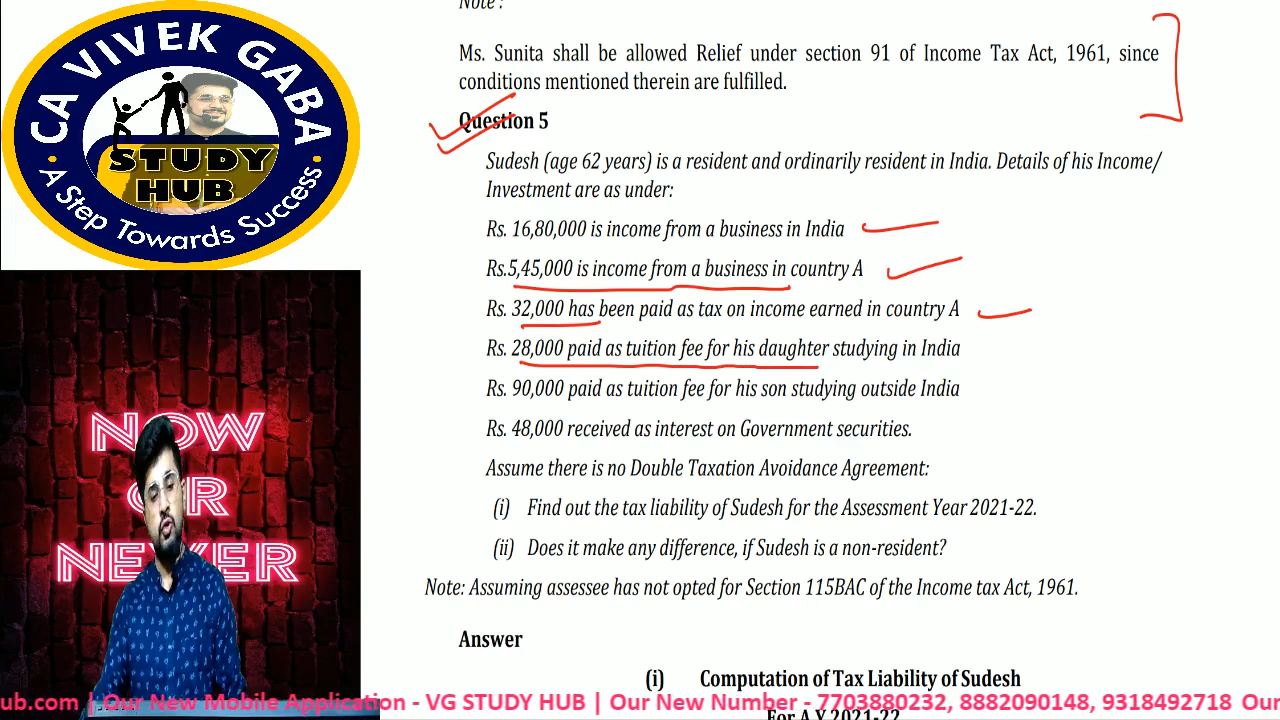 Note :
Ms. Sunita shall be allowed Relief under section 91 of Income Tax Act, 1961, since
conditions mentioned therein are fulfilled.
Question 5
Sudesh (age 62 years) is a resident and ordinarily resident in India. Details of his Income/
Investment are as under:
Rs. 16,80,000 is income from a business in India
Rs.5,45,000 is income from a business in country A
Rs. 32,000 has been paid as tax on income earned in country A
Rs. 28,000 paid as tuition fee for his daughter studying in India
Rs. 90,000 paid as tuition fee for his son studying outside India
Rs. 48,000 received as interest on Government securities.
Assume there is no Double Taxation Avoidance Agreement:
(i) Find out the tax liability of Sudesh for the Assessment Year 2021-22.
(ii) Does it make any difference, if Sudesh is a non-resident?
Note: Assuming assessee has not opted for Section 115BAC of the Income tax Act, 1961.
Answer
(i) Computation of Tax Liability of Sudesh
For A.Y 2021-22
CA VIVEK GABA
STUDY
HUB
• A Step Towards Success •
NOW
OR
NEVER
ub.com | Our New Mobile Application - VG STUDY HUB | Our New Number - 7703880232, 8882090148, 9318492718 Our